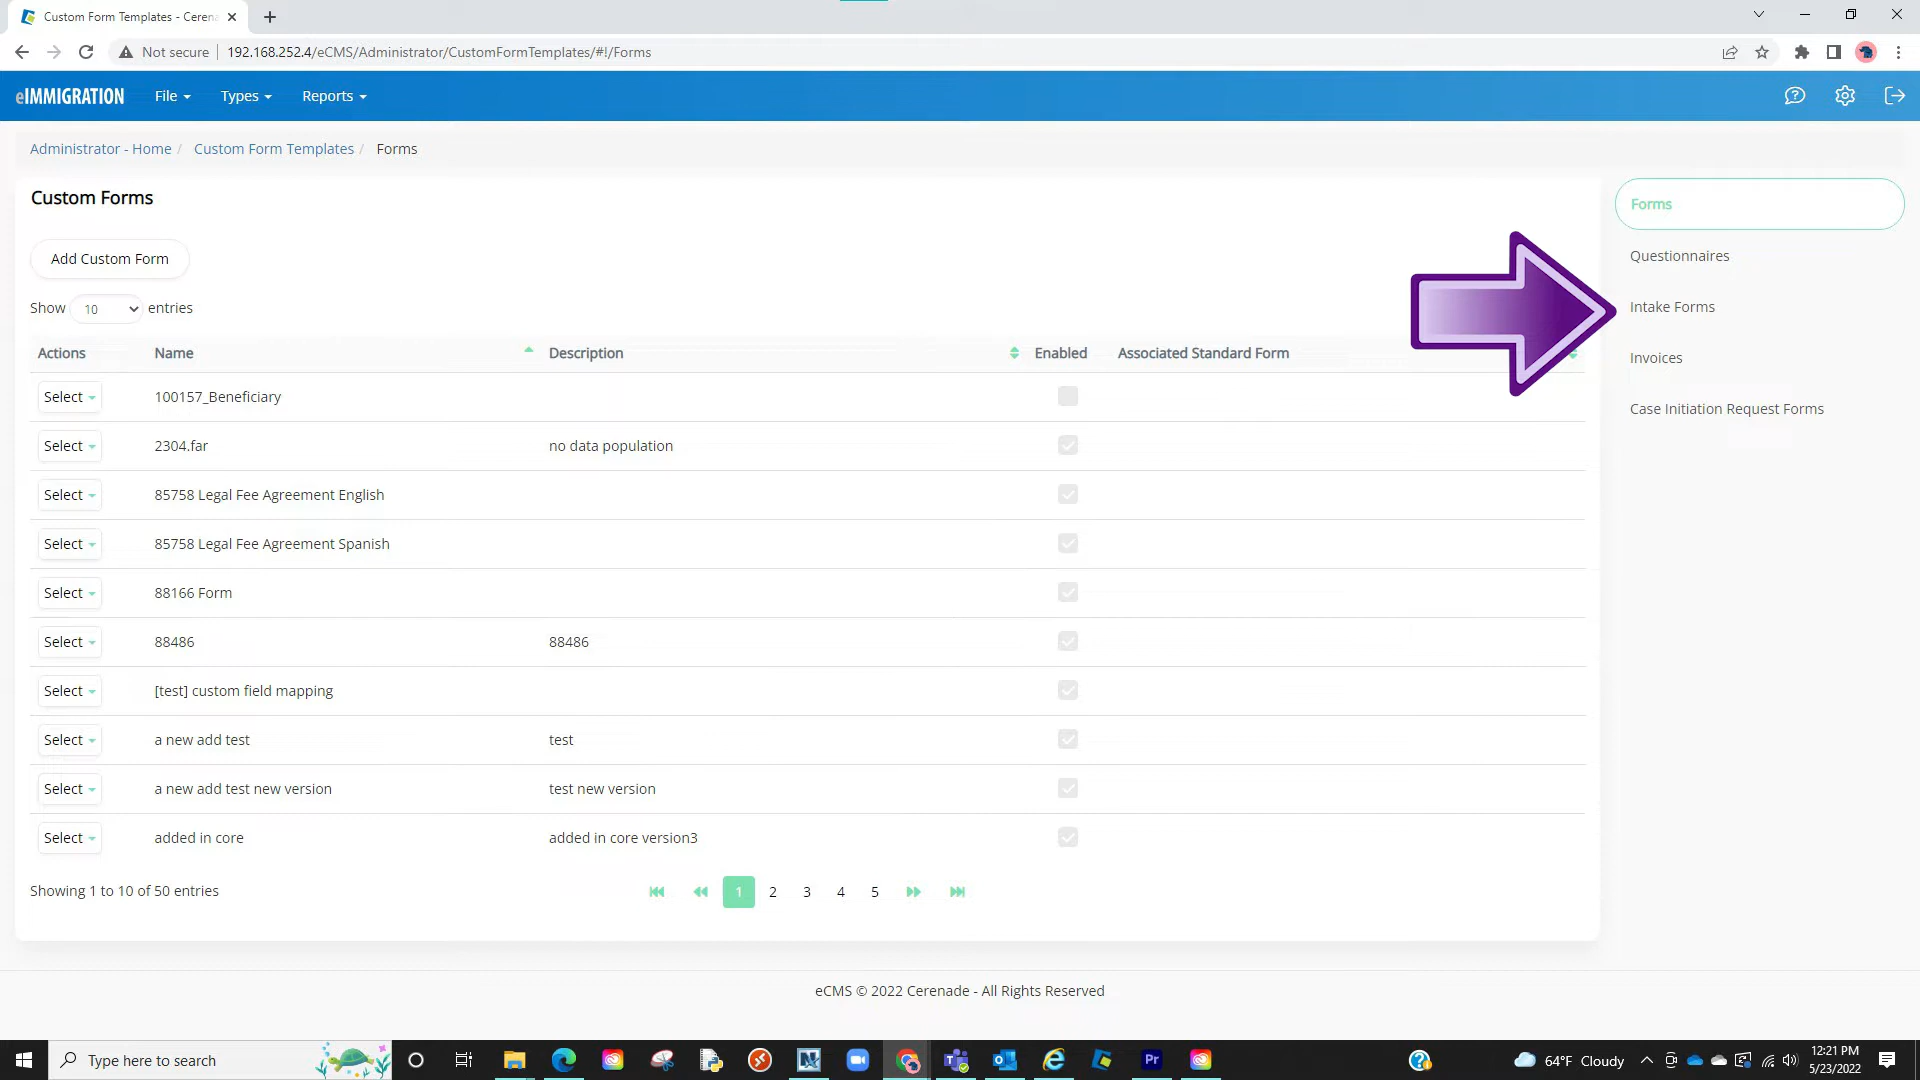 Custom Form Templates - Cerena
Not secure
192.168.252.4/eCMS/Administrator/CustomFormTemplates/#!/Forms
eIMMIGRATION File Types Reports
Administrator - Home / Custom Form Templates / Forms
Custom Forms
Add Custom Form
Show 10 entries
Actions Name Description Enabled Associated Standard Form
Select 100157_Beneficiary
Select 2304.far no data population
Select 85758 Legal Fee Agreement English
Select 85758 Legal Fee Agreement Spanish
Select 88166 Form
Select 88486 88486
Select [test] custom field mapping
Select a new add test test
Select a new add test new version test new version
Select added in core added in core version3
Showing 1 to 10 of 50 entries
1 2 3 4 5
Forms
Questionnaires
Intake Forms
Invoices
Case Initiation Request Forms
eCMS © 2022 Cerenade - All Rights Reserved
Type here to search
Pr
64°F Cloudy
12:21 PM
5/23/2022